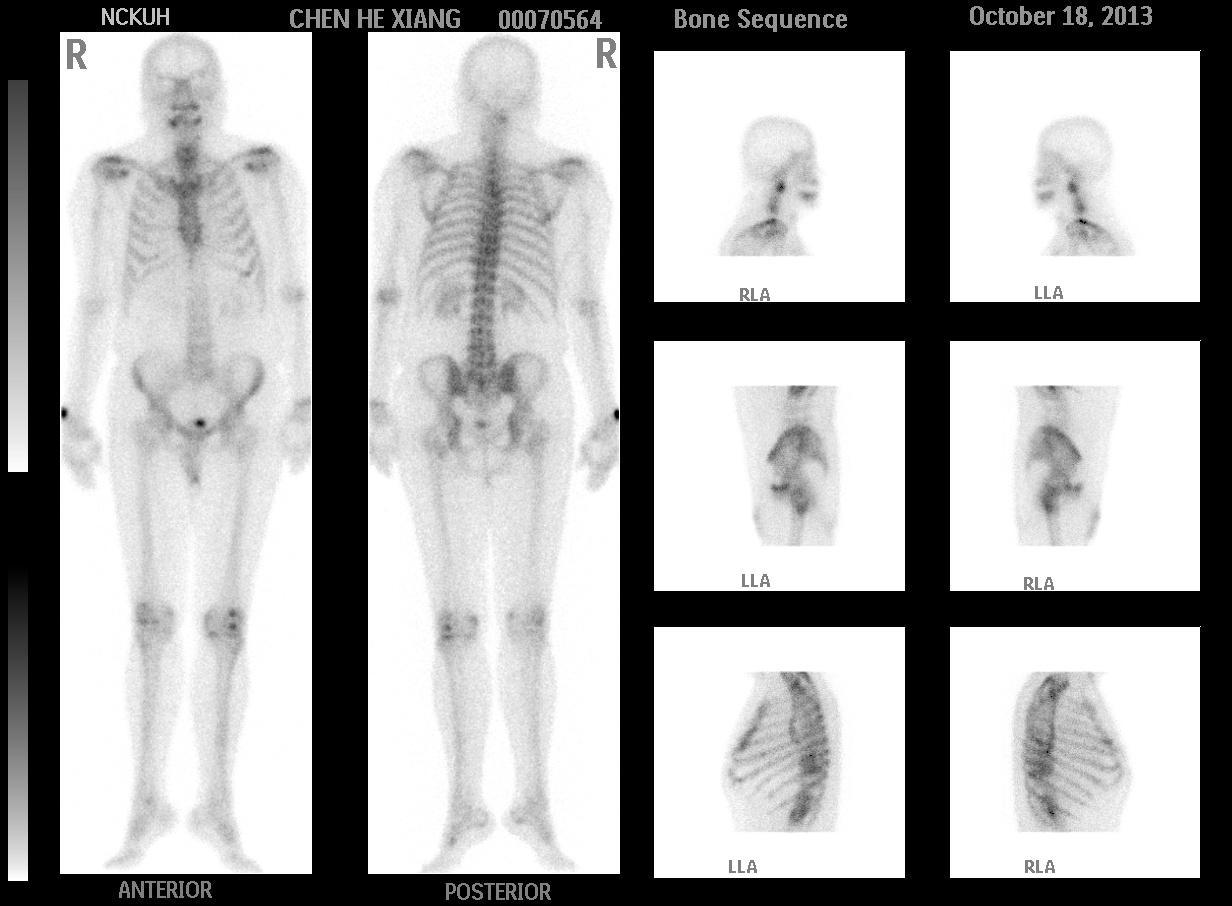 NCKUH CHEN HE XIANG 00070564 Bone Sequence October 18, 2013
R R
RLA LLA
LLA RLA
LLA RLA
ANTERIOR POSTERIOR